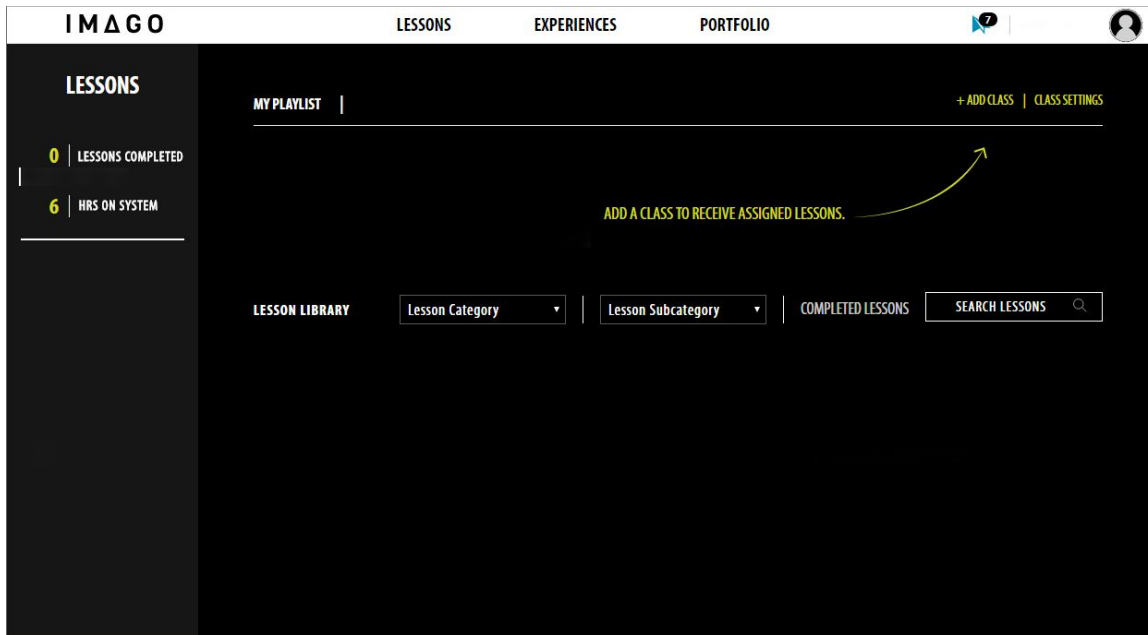 IMAGO LESSONS EXPERIENCES PORTFOLIO 7
LESSONS
0 | LESSONS COMPLETED
6 | HRS ON SYSTEM
MY PLAYLIST | + ADD CLASS | CLASS SETTINGS
ADD A CLASS TO RECEIVE ASSIGNED LESSONS.
LESSON LIBRARY Lesson Category | Lesson Subcategory | COMPLETED LESSONS SEARCH LESSONS